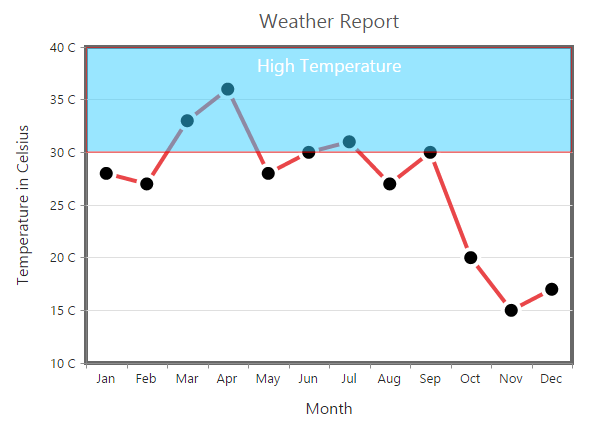 Weather Report
High Temperature
Temperature in Celsius
40 C
35 C
30 C
25 C
20 C
15 C
10 C
Jan Feb Mar Apr May Jun Jul Aug Sep Oct Nov Dec
Month